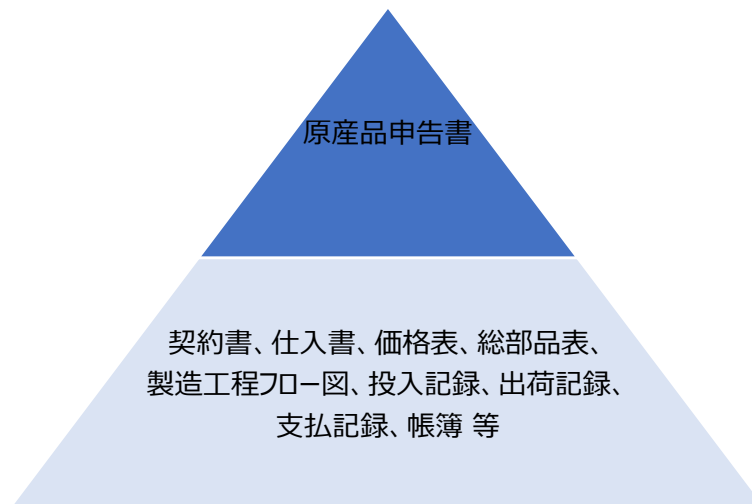 原産品申告書
契約書、仕入書、価格表、総部品表、
製造工程フロー図、投入記録、出荷記録、
支払記録、帳簿 等